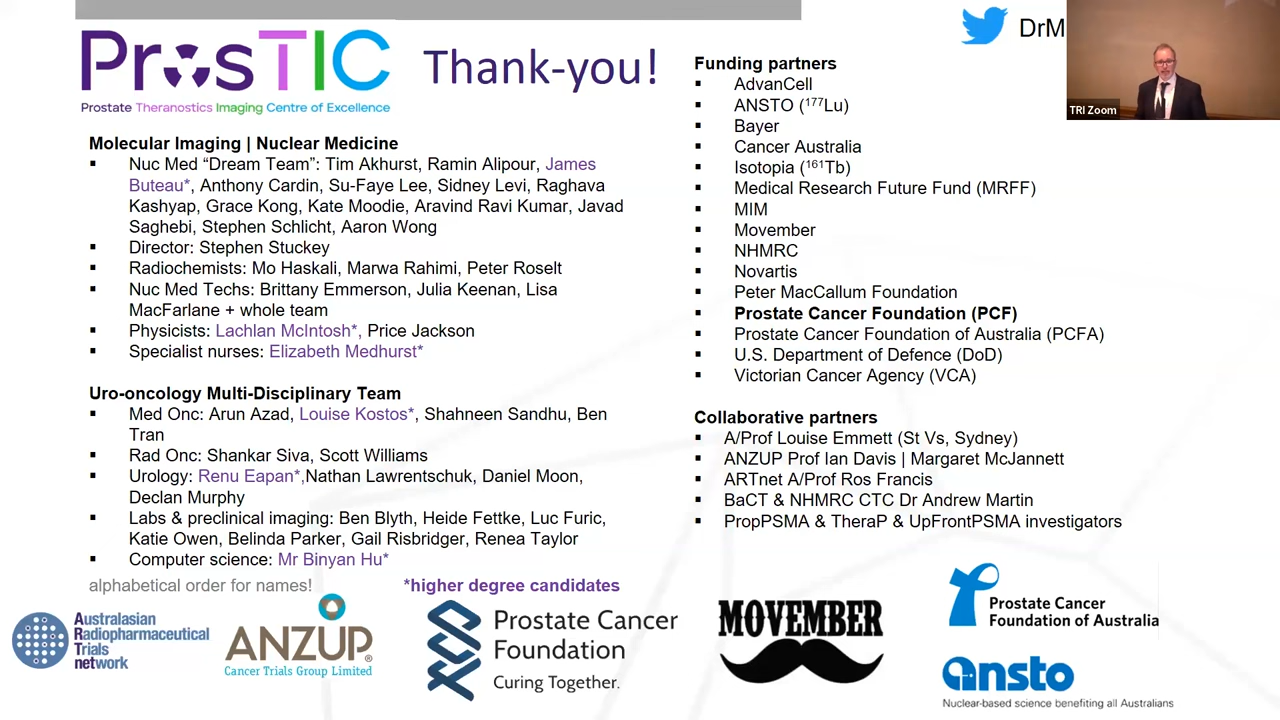 ProsTIC
Prostate Theranostics Imaging Centre of Excellence
Thank-you!
DrM
TRI Zoom
Molecular Imaging | Nuclear Medicine
▪ Nuc Med “Dream Team”: Tim Akhurst, Ramin Alipour, James
Buteau*, Anthony Cardin, Su-Faye Lee, Sidney Levi, Raghava
Kashyap, Grace Kong, Kate Moodie, Aravind Ravi Kumar, Javad
Saghebi, Stephen Schlicht, Aaron Wong
▪ Director: Stephen Stuckey
▪ Radiochemists: Mo Haskali, Marwa Rahimi, Peter Roselt
▪ Nuc Med Techs: Brittany Emmerson, Julia Keenan, Lisa
MacFarlane + whole team
▪ Physicists: Lachlan McIntosh*, Price Jackson
▪ Specialist nurses: Elizabeth Medhurst*
Uro-oncology Multi-Disciplinary Team
▪ Med Onc: Arun Azad, Louise Kostos*, Shahneen Sandhu, Ben
Tran
▪ Rad Onc: Shankar Siva, Scott Williams
▪ Urology: Renu Eapan*,Nathan Lawrentschuk, Daniel Moon,
Declan Murphy
▪ Labs & preclinical imaging: Ben Blyth, Heide Fettke, Luc Furic,
Katie Owen, Belinda Parker, Gail Risbridger, Renea Taylor
▪ Computer science: Mr Binyan Hu*
alphabetical order for names!
*higher degree candidates
Funding partners
▪ AdvanCell
▪ ANSTO (¹⁷⁷Lu)
▪ Bayer
▪ Cancer Australia
▪ Isotopia (¹⁶¹Tb)
▪ Medical Research Future Fund (MRFF)
▪ MIM
▪ Movember
▪ NHMRC
▪ Novartis
▪ Peter MacCallum Foundation
▪ Prostate Cancer Foundation (PCF)
▪ Prostate Cancer Foundation of Australia (PCFA)
▪ U.S. Department of Defence (DoD)
▪ Victorian Cancer Agency (VCA)
Collaborative partners
▪ A/Prof Louise Emmett (St Vs, Sydney)
▪ ANZUP Prof Ian Davis | Margaret McJannett
▪ ARTnet A/Prof Ros Francis
▪ BaCT & NHMRC CTC Dr Andrew Martin
▪ PropPSMA & TheraP & UpFrontPSMA investigators
Australasian
Radiopharmaceutical
Trials
network
ANZUP®
Cancer Trials Group Limited
Prostate Cancer
Foundation
Curing Together.
MOVEMBER
Prostate Cancer
Foundation of Australia
ansto
Nuclear-based science benefiting all Australians